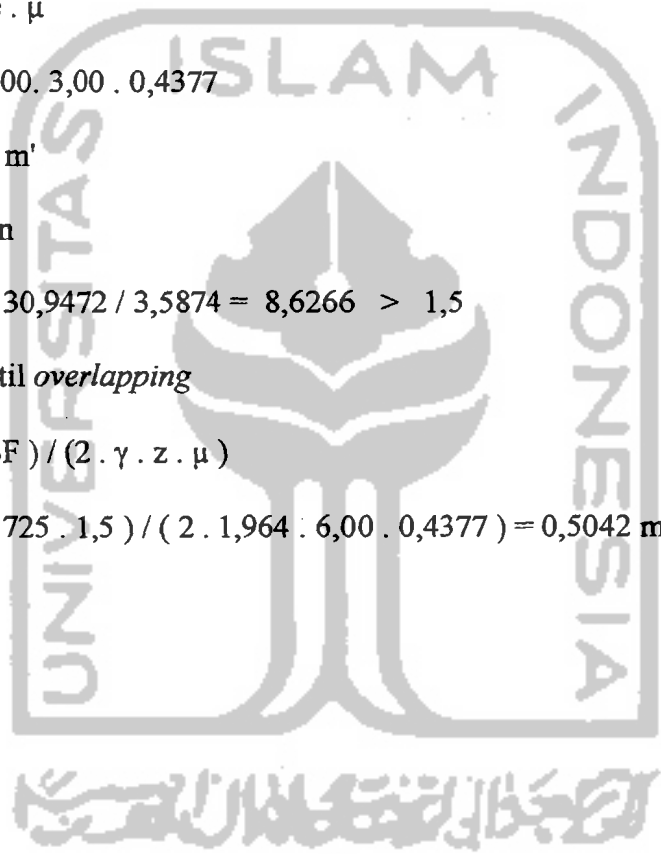 . μ
00. 3,00 . 0,4377
m'
n
30,9472 / 3,5874 = 8,6266 > 1,5
til overlapping
F ) / (2 . γ . z . μ )
725 . 1,5 ) / ( 2 . 1,964 . 6,00 . 0,4377 ) = 0,5042 m
UNIVERSITAS
ISLAM
INDONESIA